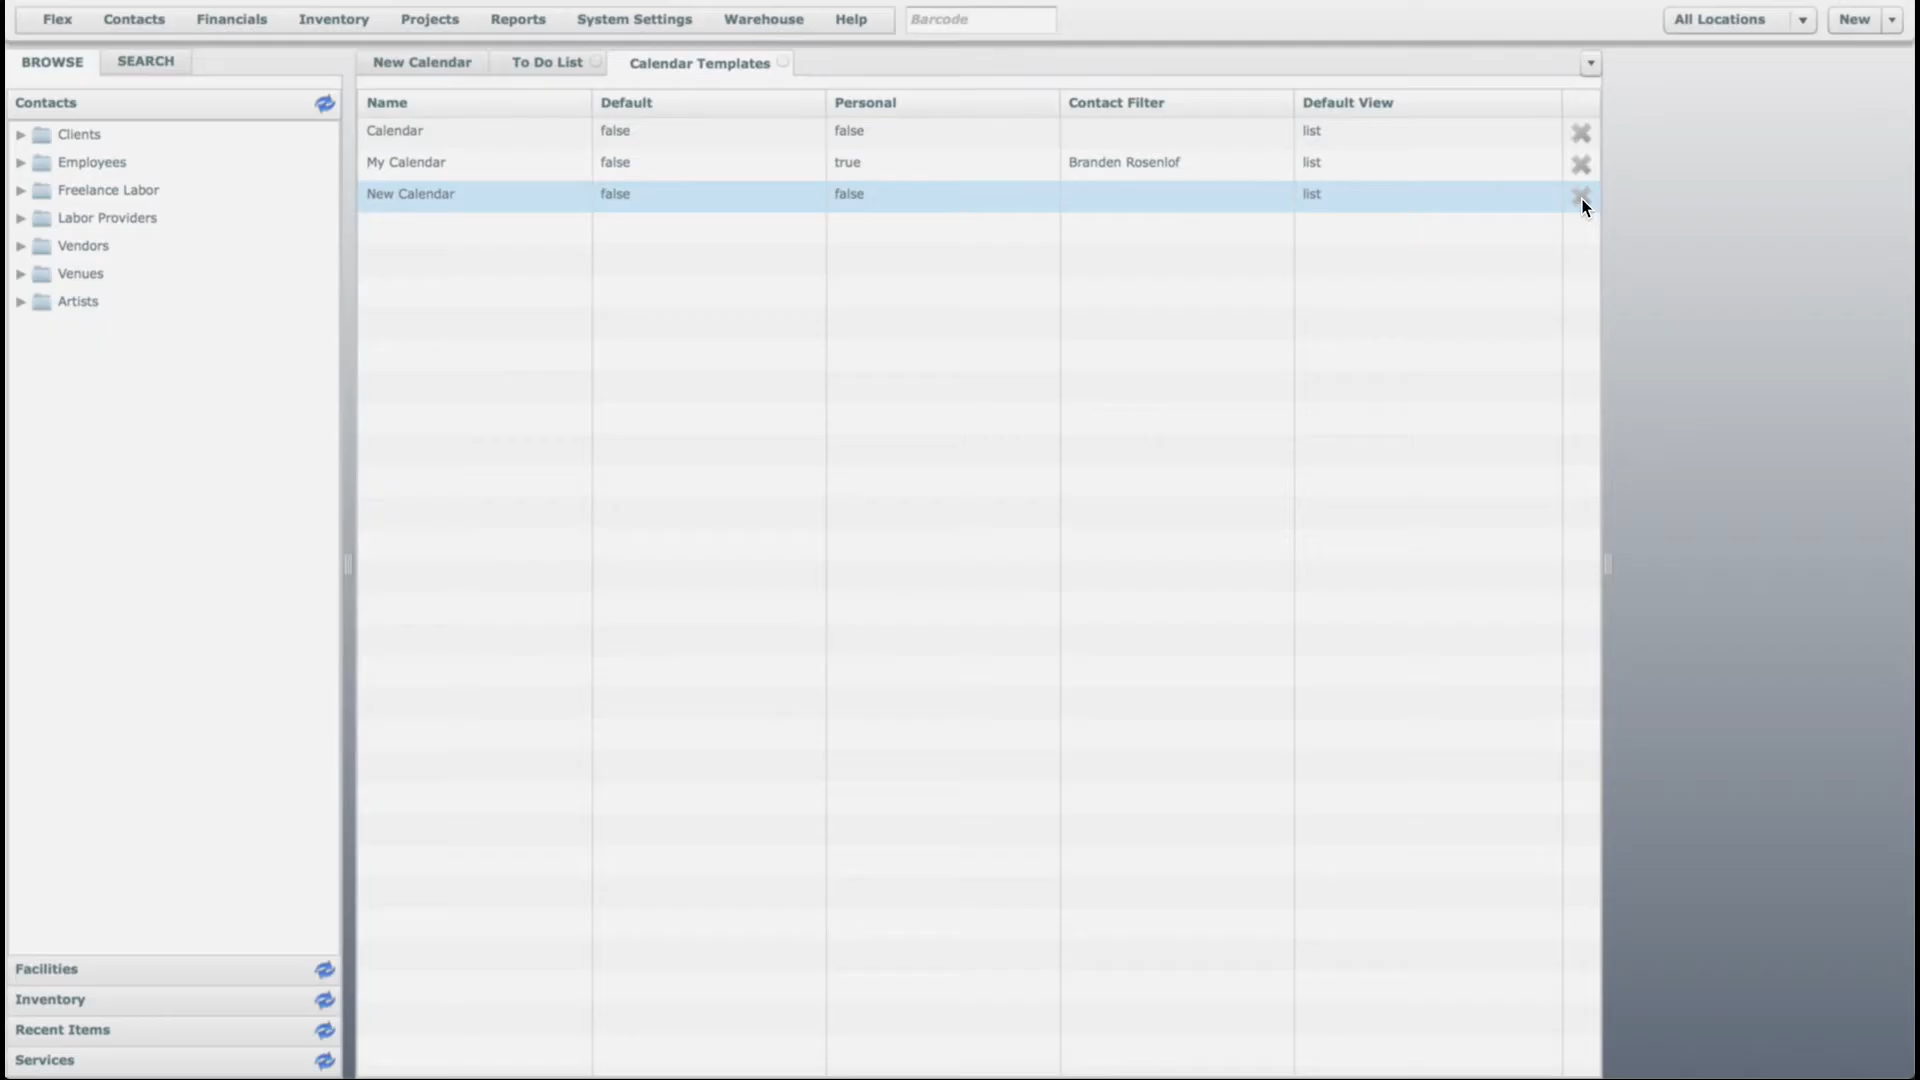 Flex Contacts Financials Inventory Projects Reports System Settings Warehouse Help Barcode All Locations New
BROWSE SEARCH
New Calendar To Do List Calendar Templates
Contacts
Clients
Employees
Freelance Labor
Labor Providers
Vendors
Venues
Artists
Facilities
Inventory
Recent Items
Services
Name Default Personal Contact Filter Default View
Calendar false false list
My Calendar false true Branden Rosenlof list
New Calendar false false list